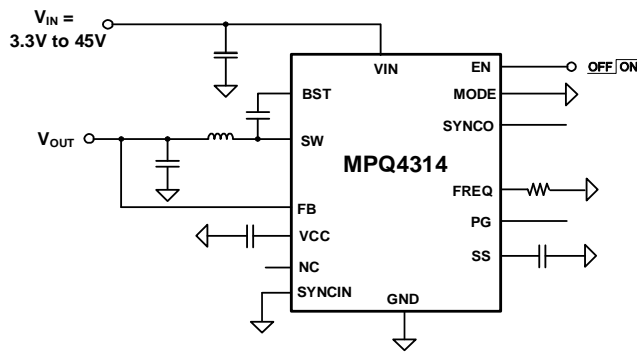 VIN =
3.3V to 45V
VIN
EN
OFF ON
BST
MODE
SYNCO
VOUT
SW
MPQ4314
FREQ
FB
PG
VCC
SS
NC
GND
SYNCIN